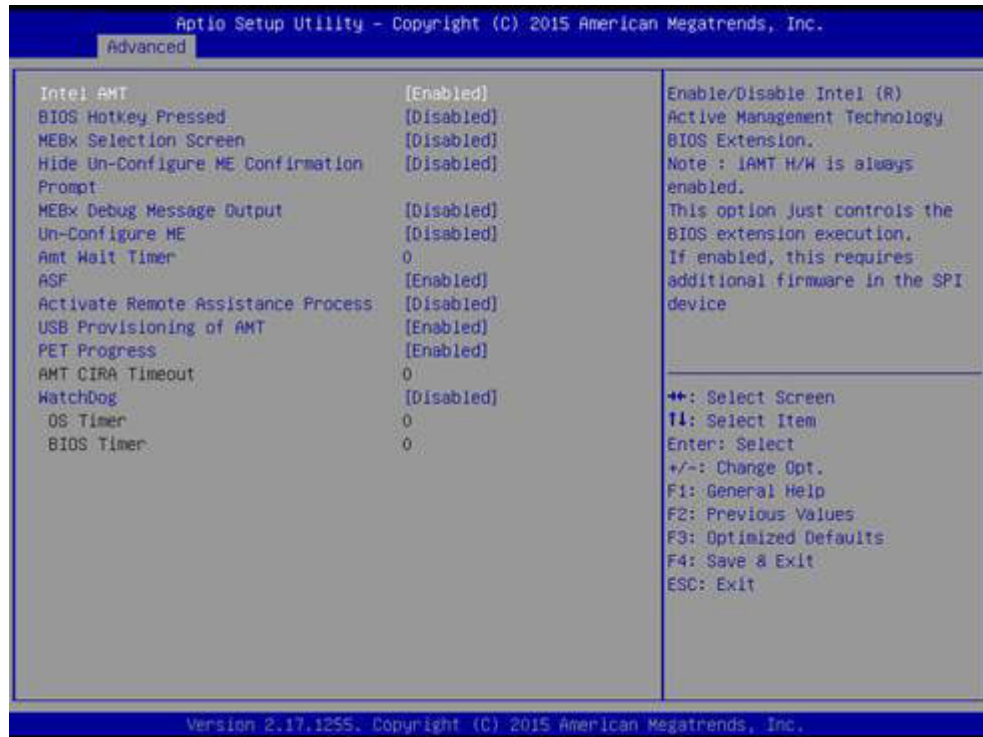 Aptio Setup Utility – Copyright (C) 2015 American Megatrends, Inc.
Advanced
Intel AMT [Enabled]
BIOS Hotkey Pressed [Disabled]
MEBx Selection Screen [Disabled]
Hide Un-Configure ME Confirmation [Disabled]
Prompt
MEBx Debug Message Output [Disabled]
Un-Configure ME [Disabled]
Amt Wait Timer 0
ASF [Enabled]
Activate Remote Assistance Process [Disabled]
USB Provisioning of AMT [Enabled]
PET Progress [Enabled]
AMT CIRA Timeout 0
WatchDog [Disabled]
OS Timer 0
BIOS Timer 0
Enable/Disable Intel (R)
Active Management Technology
BIOS Extension.
Note : iAMT H/W is always
enabled.
This option just controls the
BIOS extension execution.
If enabled, this requires
additional firmware in the SPI
device
→←: Select Screen
↑↓: Select Item
Enter: Select
+/-: Change Opt.
F1: General Help
F2: Previous Values
F3: Optimized Defaults
F4: Save & Exit
ESC: Exit
Version 2.17.1255. Copyright (C) 2015 American Megatrends, Inc.